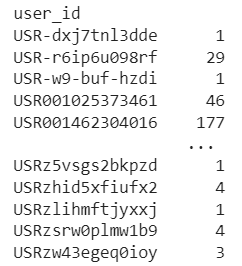 user_id
USR-dxj7tnl3dde 1
USR-r6ip6u098rf 29
USR-w9-buf-hzdi 1
USR001025373461 46
USR001462304016 177
...
USRz5vsgs2bkpzd 1
USRzhid5xfiufx2 4
USRzlihmftjyxxj 1
USRzsrw0plmw1b9 4
USRzw43egeq0ioy 3